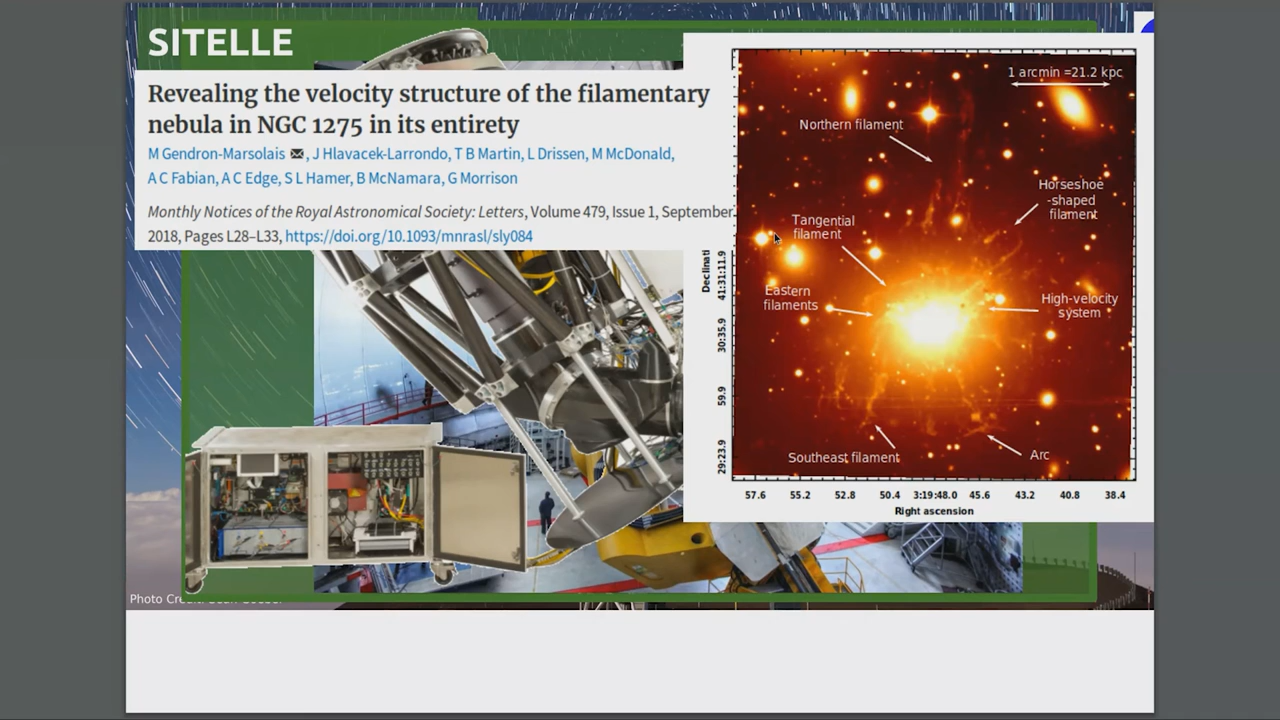 SITELLE
Revealing the velocity structure of the filamentary
nebula in NGC 1275 in its entirety
M Gendron-Marsolais, J Hlavacek-Larrondo, T B Martin, L Drissen, M McDonald,
A C Fabian, A C Edge, S L Hamer, B McNamara, G Morrison
Monthly Notices of the Royal Astronomical Society: Letters, Volume 479, Issue 1, September
2018, Pages L28–L33, https://doi.org/10.1093/mnrasl/sly084
1 arcmin =21.2 kpc
Northern filament
Horseshoe
-shaped
filament
Tangential
filament
Eastern
filaments
High-velocity
system
Southeast filament
Arc
Declinati
41:31:11.9
30:35.9
59.9
29:23.9
57.6 55.2 52.8 50.4 3:19:48.0 45.6 43.2 40.8 38.4
Right ascension
Photo